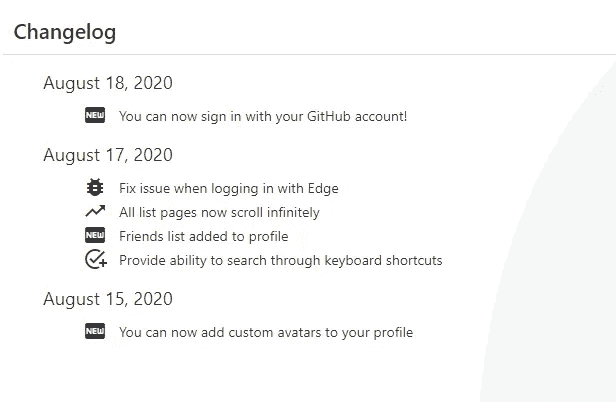 Changelog
August 18, 2020
NEW You can now sign in with your GitHub account!
August 17, 2020
Fix issue when logging in with Edge
All list pages now scroll infinitely
NEW Friends list added to profile
Provide ability to search through keyboard shortcuts
August 15, 2020
NEW You can now add custom avatars to your profile